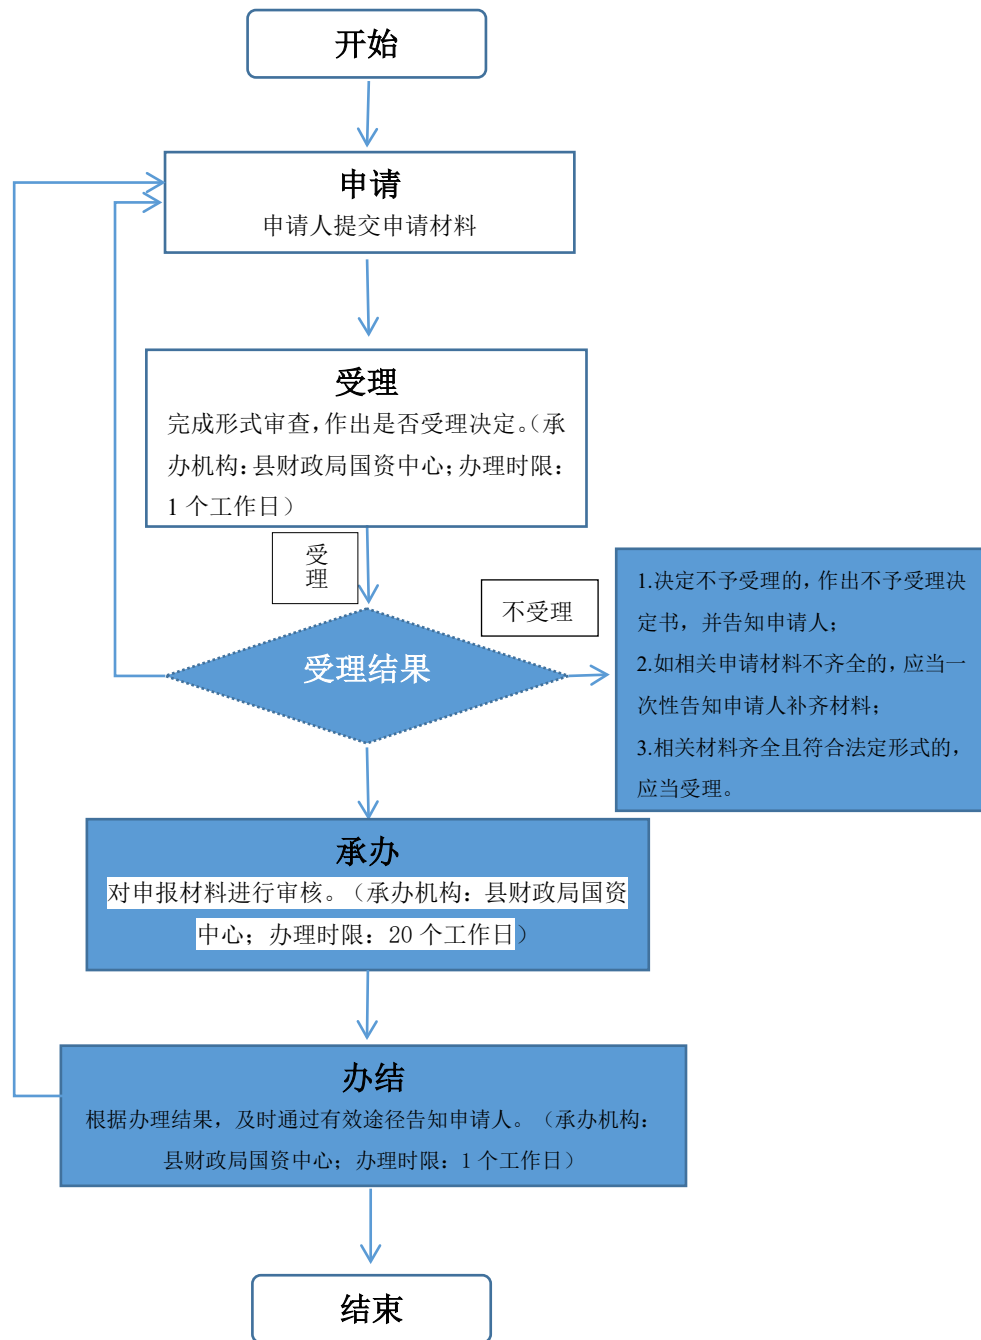 开始
申请
申请人提交申请材料
受理
完成形式审查，作出是否受理决定。（承
办机构：县财政局国资中心；办理时限：
1 个工作日）
受
理
不受理
受理结果
1.决定不予受理的，作出不予受理决
定书，并告知申请人；
2.如相关申请材料不齐全的，应当一
次性告知申请人补齐材料；
3.相关材料齐全且符合法定形式的，
应当受理。
承办
对申报材料进行审核。（承办机构：县财政局国资
中心；办理时限：20 个工作日）
办结
根据办理结果，及时通过有效途径告知申请人。（承办机构：
县财政局国资中心；办理时限：1 个工作日）
结束